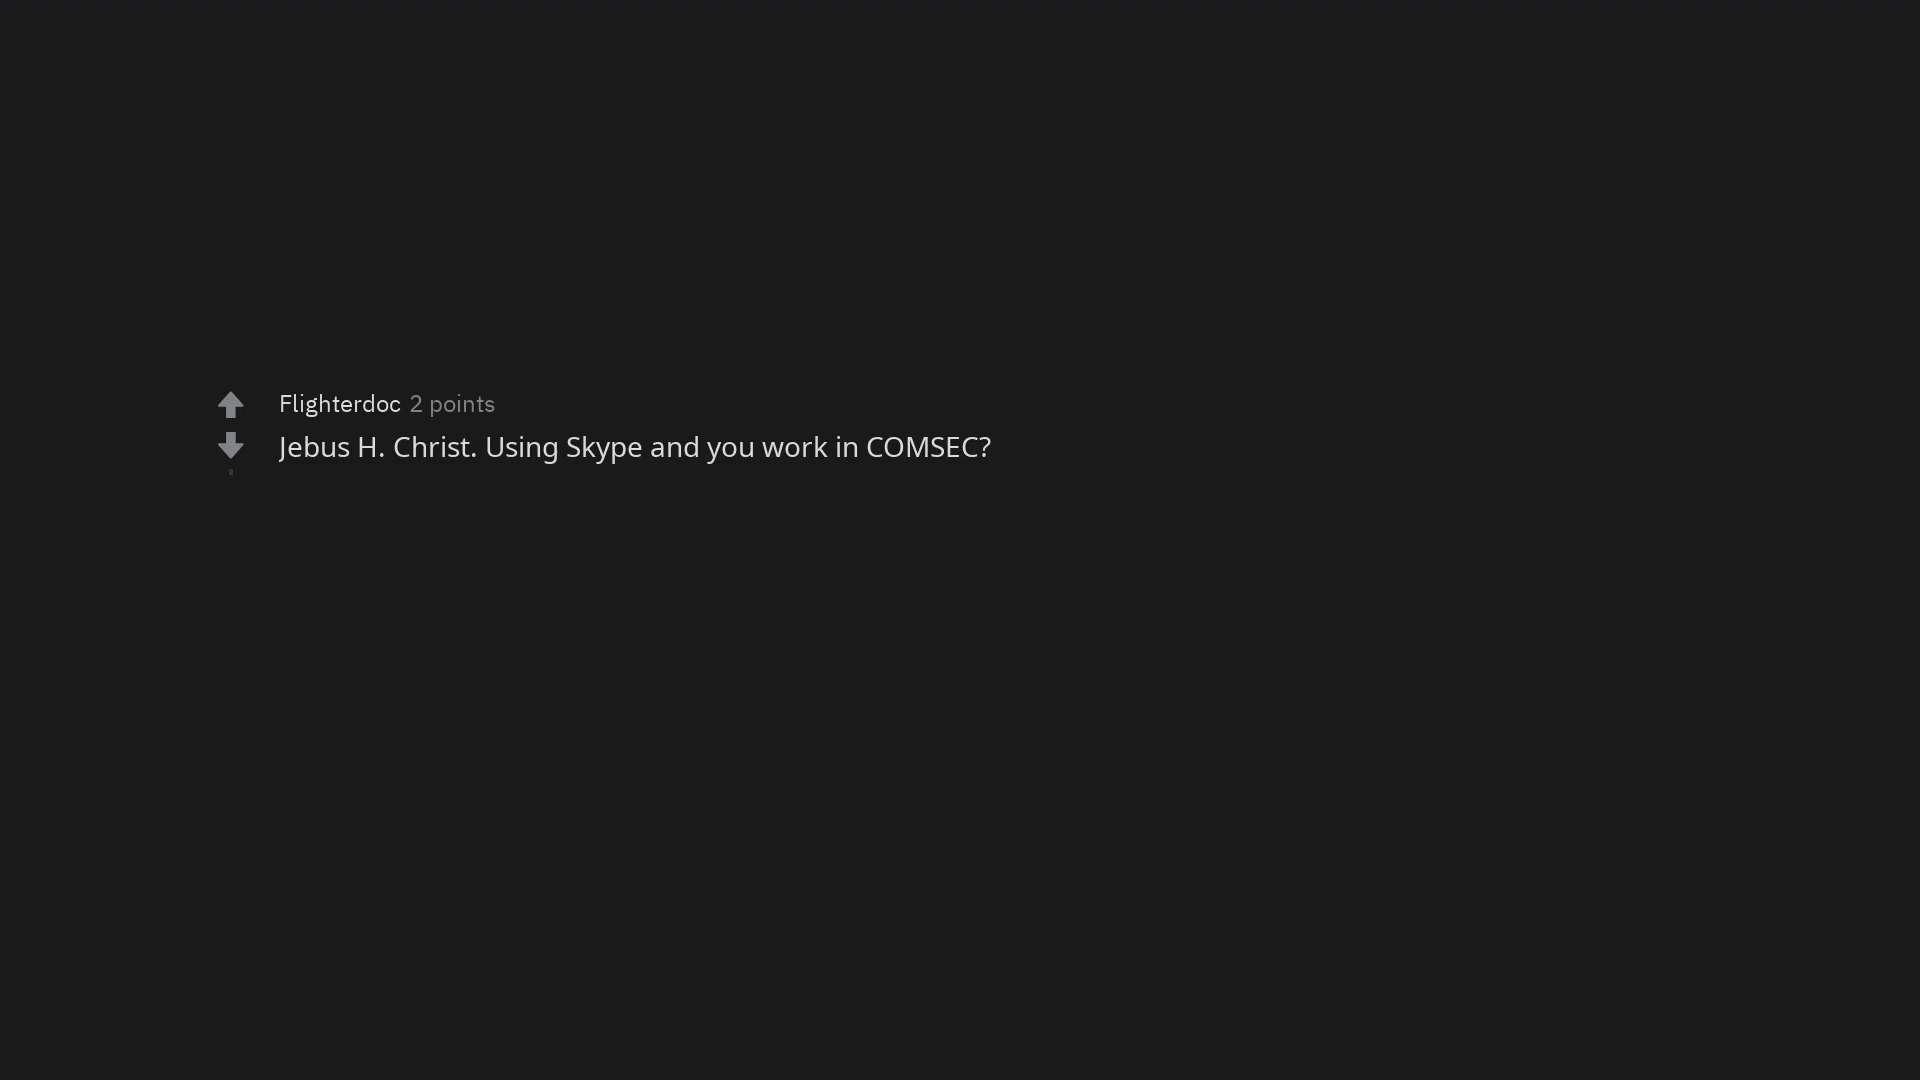 Flighterdoc 2 points
Jebus H. Christ. Using Skype and you work in COMSEC?